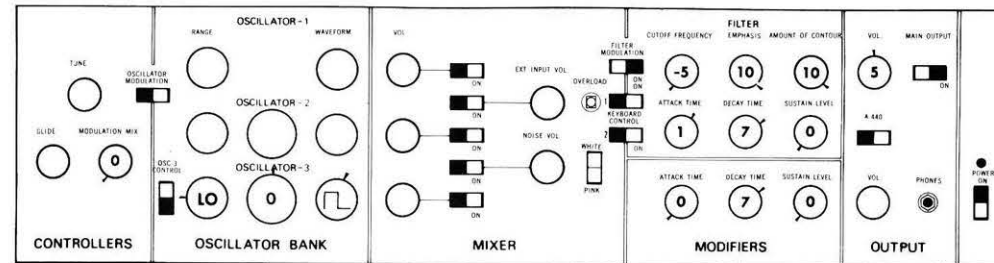 TUNE
OSCILLATOR
MODULATION
GLIDE
MODULATION MIX
0
CONTROLLERS
OSCILLATOR-1
RANGE
WAVEFORM
OSCILLATOR-2
OSCILLATOR-3
OSC-3
CONTROL
LO
0
OSCILLATOR BANK
VOL
ON
ON
ON
ON
ON
EXT INPUT VOL
OVERLOAD
NOISE VOL
WHITE
PINK
MIXER
FILTER
MODULATION
ON
ON
1
KEYBOARD
CONTROL
2
ON
FILTER
CUTOFF FREQUENCY
EMPHASIS
AMOUNT OF CONTOUR
-5
10
10
ATTACK TIME
DECAY TIME
SUSTAIN LEVEL
1
7
0
ATTACK TIME
DECAY TIME
SUSTAIN LEVEL
0
7
0
MODIFIERS
VOL.
MAIN OUTPUT
5
ON
A 440
VOL
PHONES
OUTPUT
POWER
ON